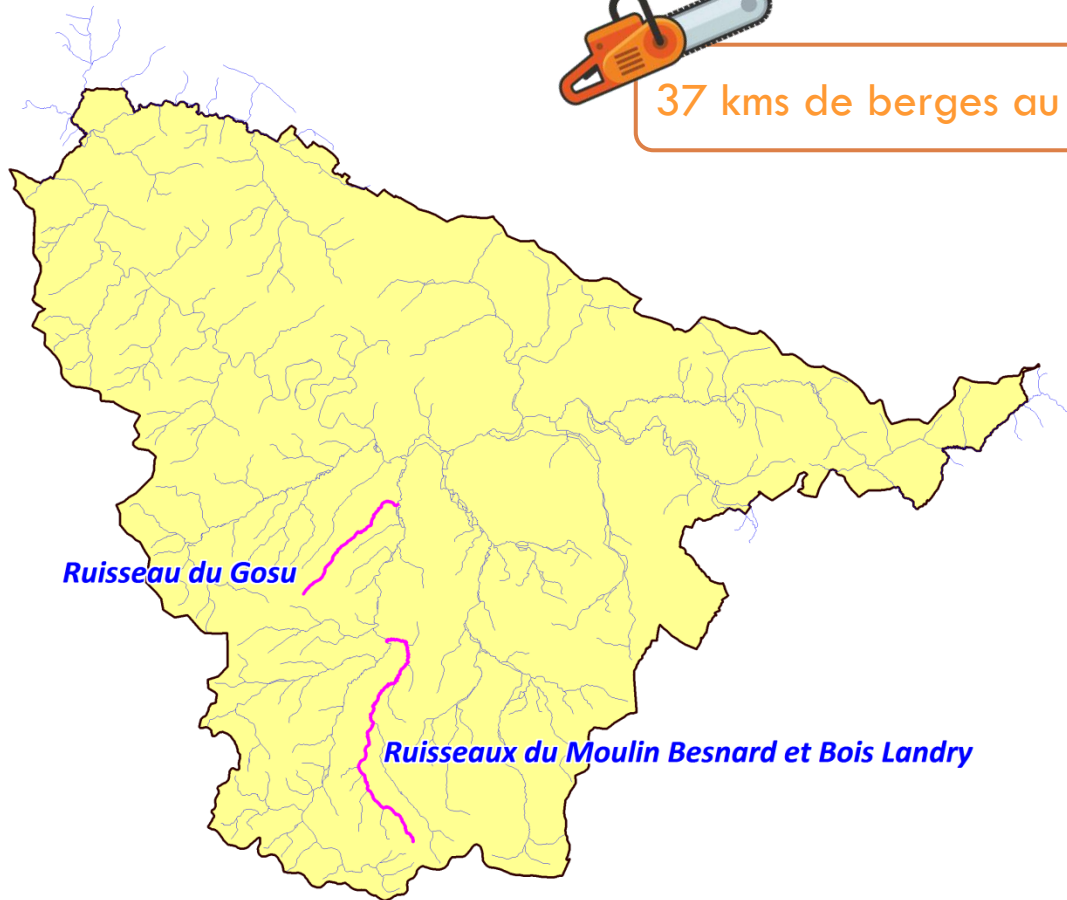 37 kms de berges au
Ruisseau du Gosu
Ruisseaux du Moulin Besnard et Bois Landry